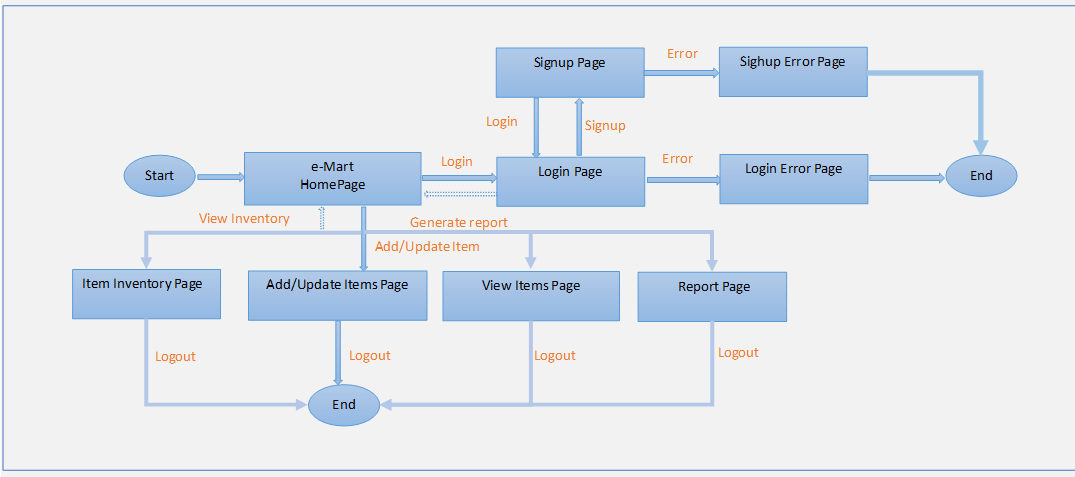 Signup Page
Error
Sighup Error Page
Login
Signup
Start
e-Mart
HomePage
Login
Login Page
Error
Login Error Page
End
View Inventory
Generate report
Add/Update Item
Item Inventory Page
Add/Update Items Page
View Items Page
Report Page
Logout
Logout
Logout
Logout
End